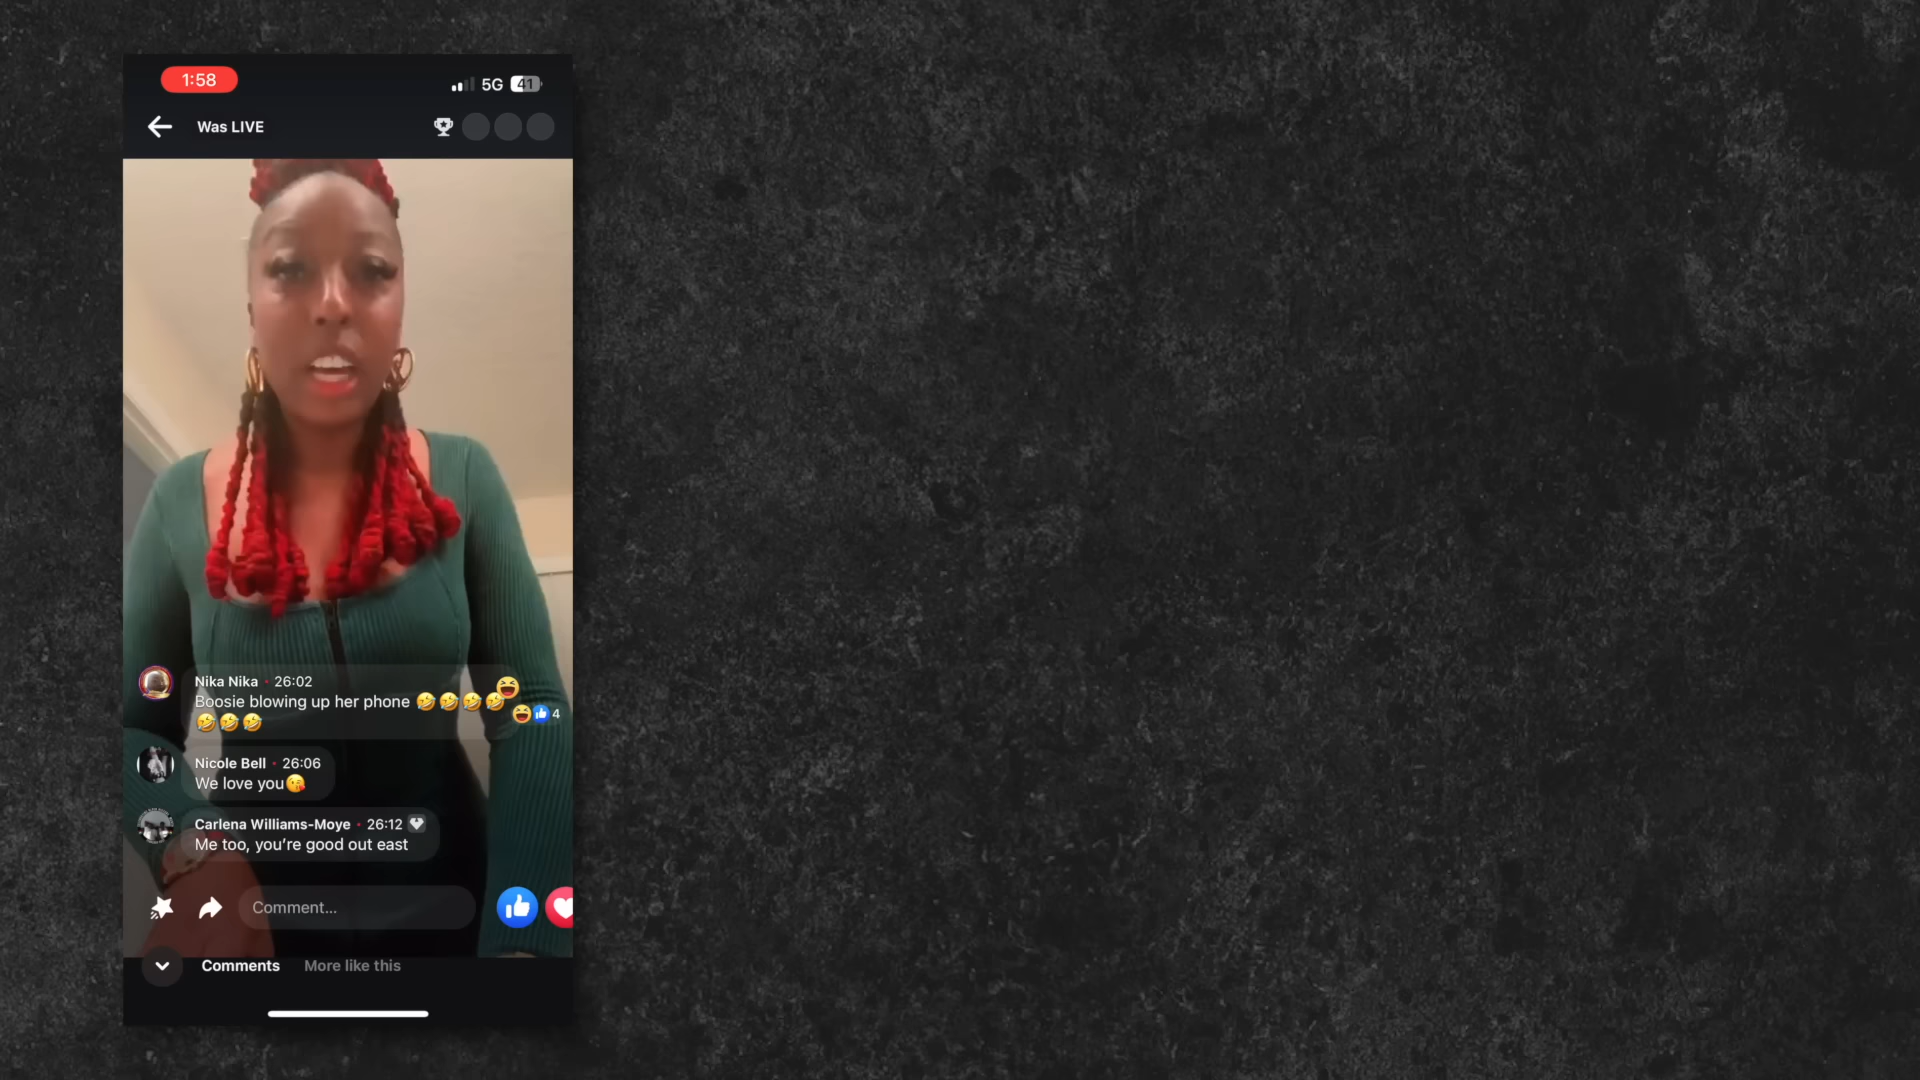 1:58
5G 41
Was LIVE
Nika Nika • 26:02
Boosie blowing up her phone 🤣🤣🤣🤣
🤣🤣🤣
4
Nicole Bell • 26:06
We love you😘
Carlena Williams-Moye • 26:12
Me too, you’re good out east
Comment...
Comments More like this